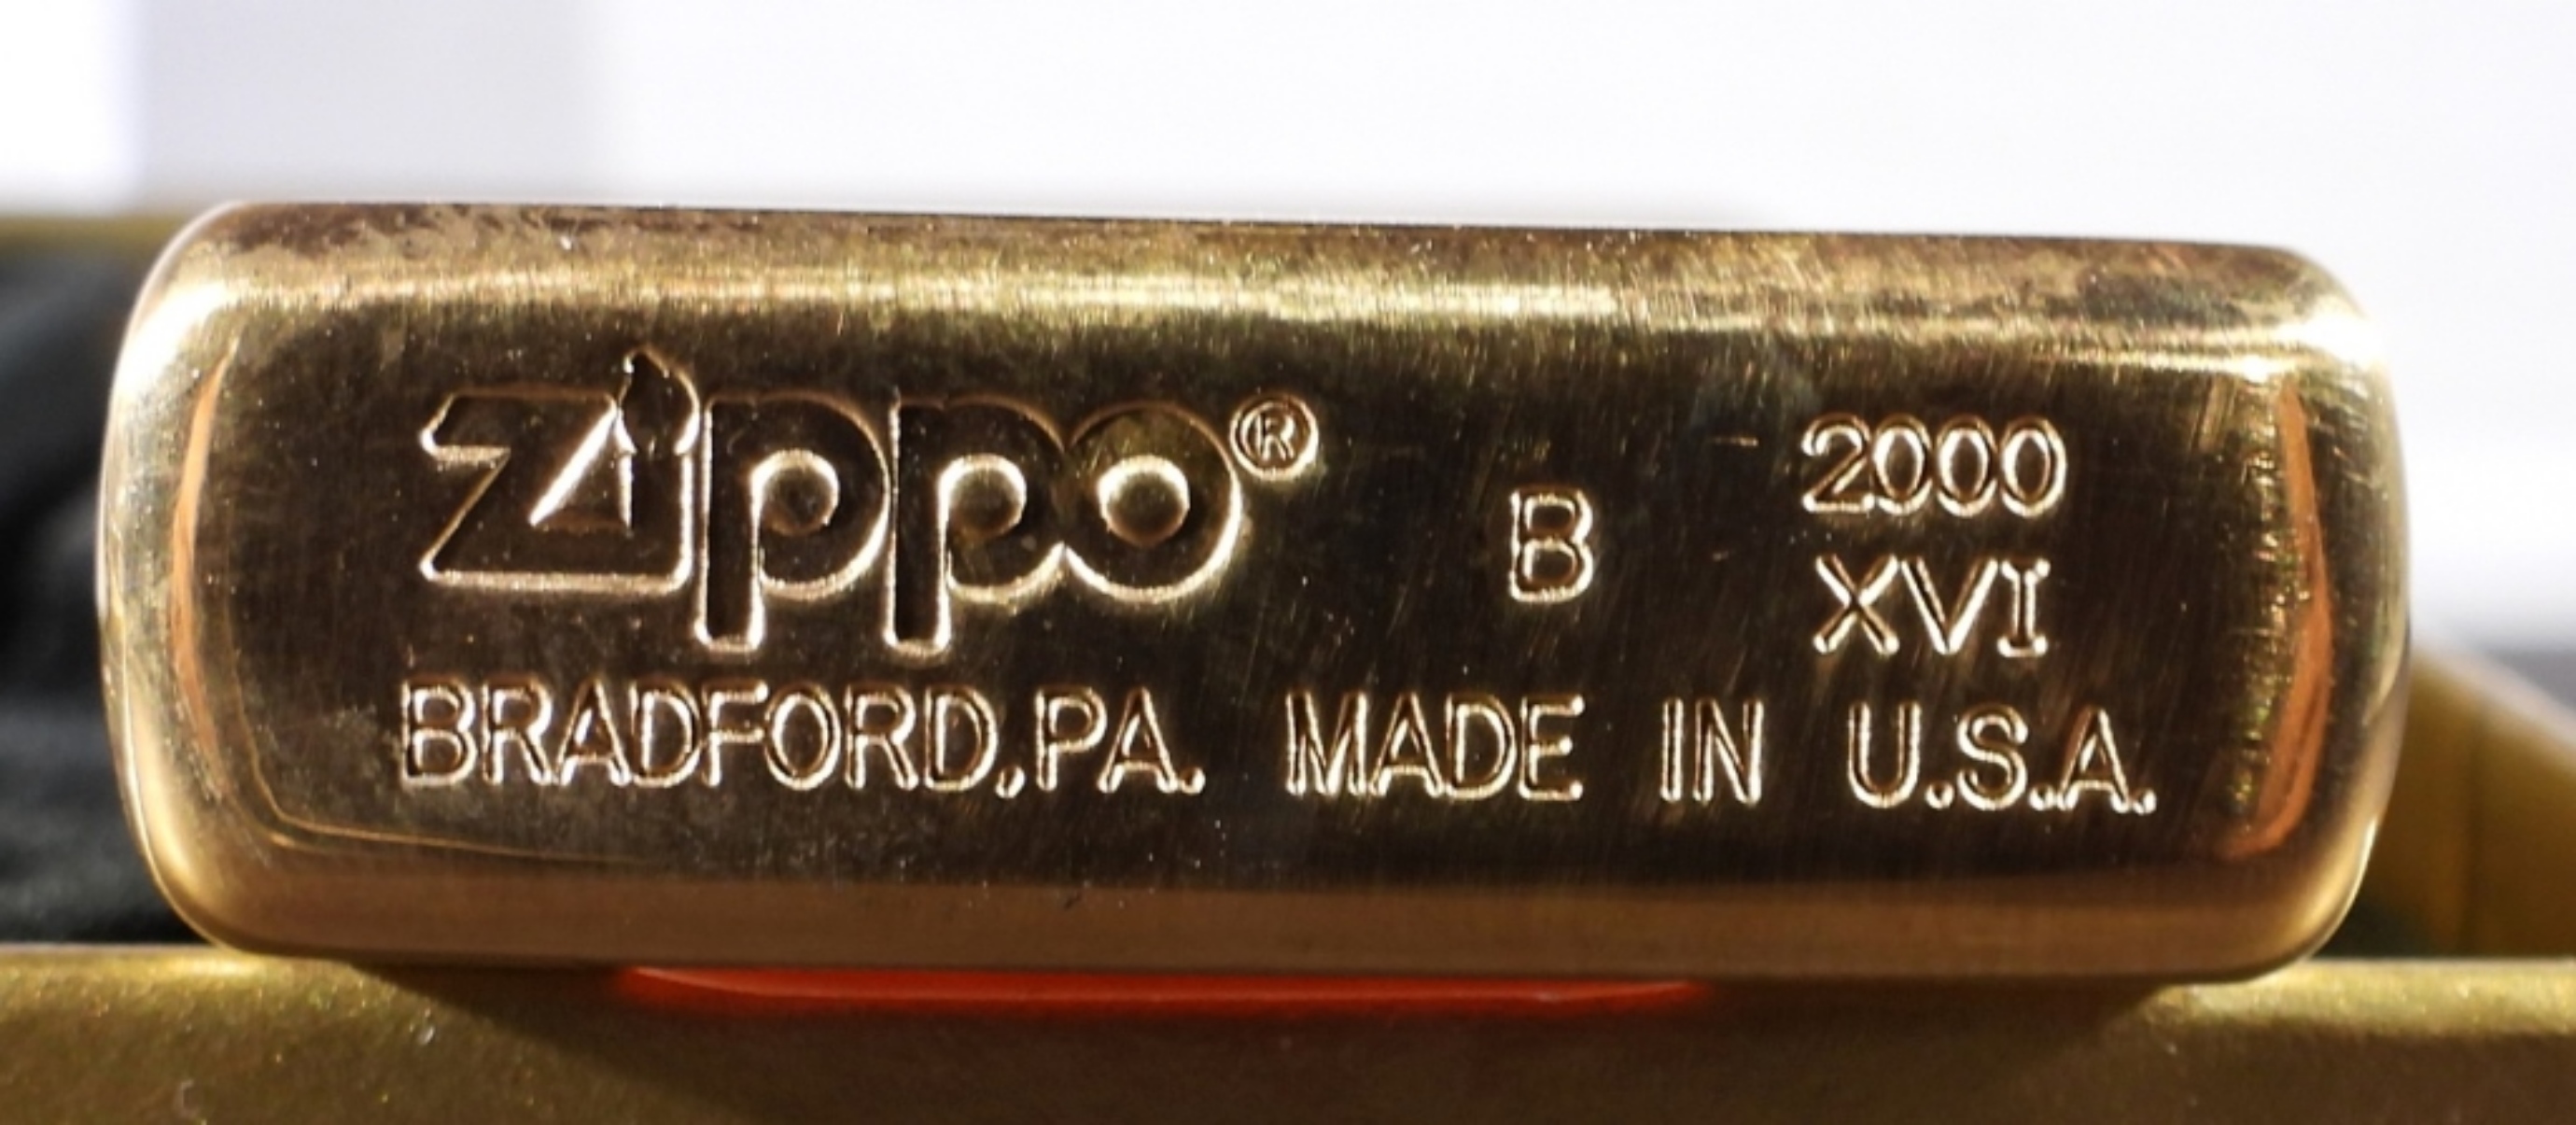 Zippo®
B
2000
XVI
BRADFORD,PA. MADE IN U.S.A.